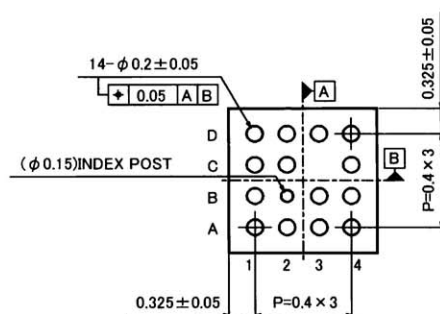 14-φ0.2±0.05
⌖ 0.05 A B
A
0.325±0.05
D
C
(φ0.15)INDEX POST
B
B
P=0.4×3
A
1 2 3 4
0.325±0.05 P=0.4×3